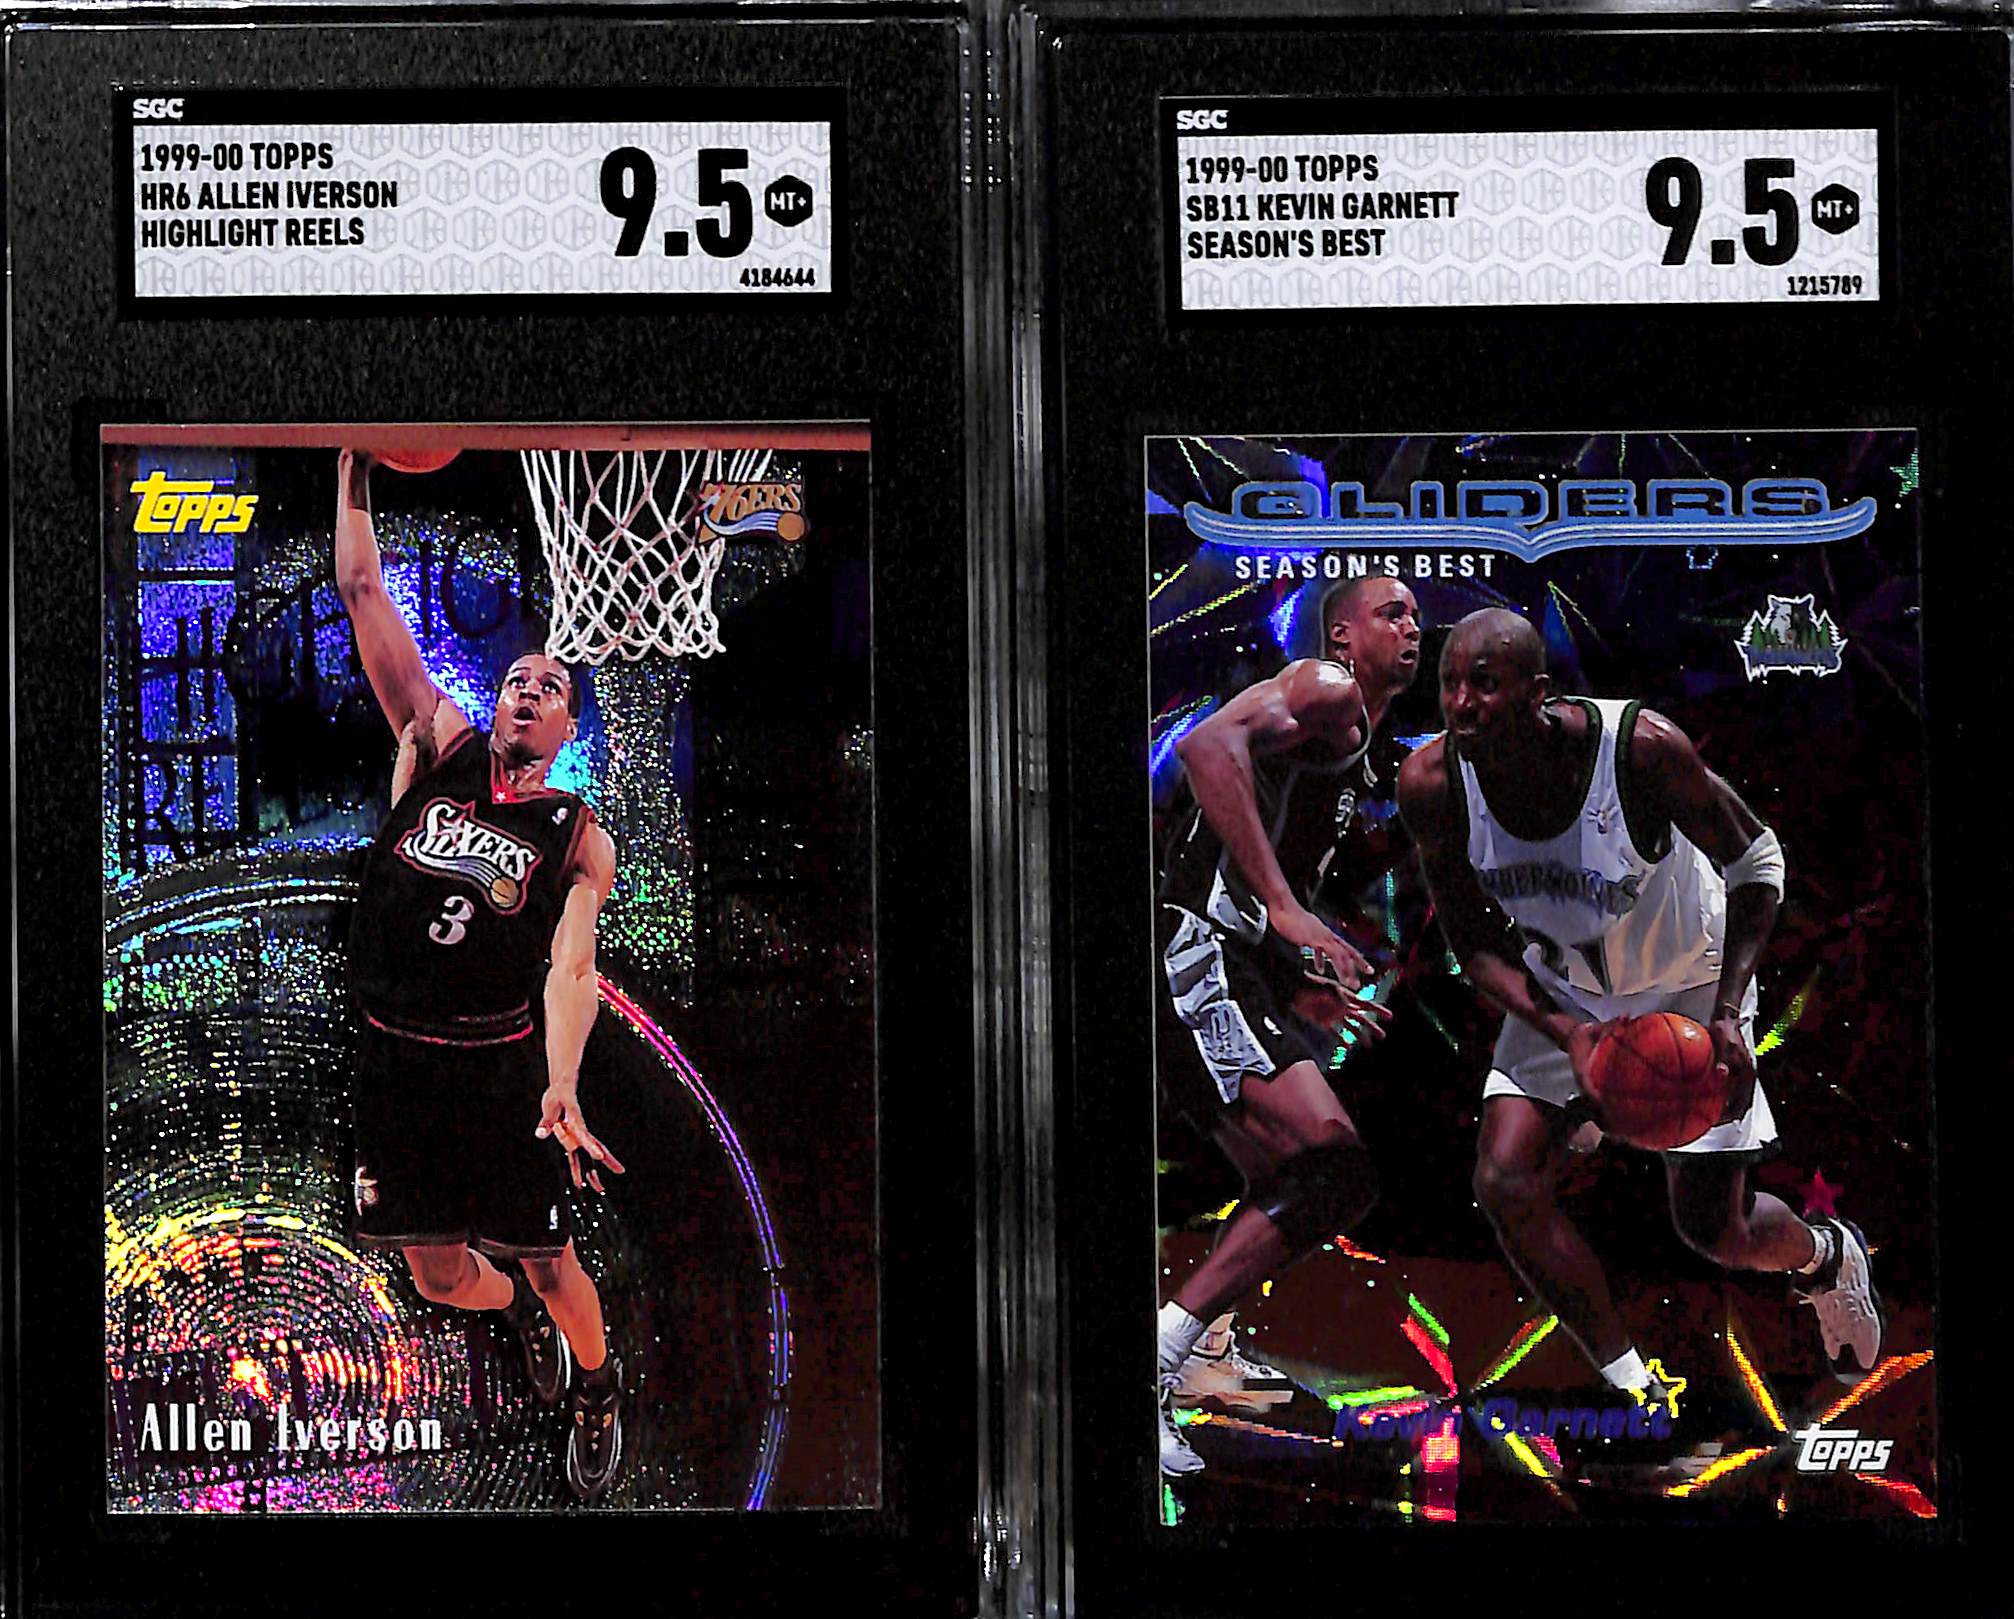 SGC
1999-00 TOPPS
HR6 ALLEN IVERSON
HIGHLIGHT REELS
9.5
MT+
4184644
topps
76ERS
SIXERS
3
Allen Iverson
SGC
1999-00 TOPPS
SB11 KEVIN GARNETT
SEASON'S BEST
9.5
MT+
1215789
GLIDERS
SEASON'S BEST
21
Kevin Garnett
topps